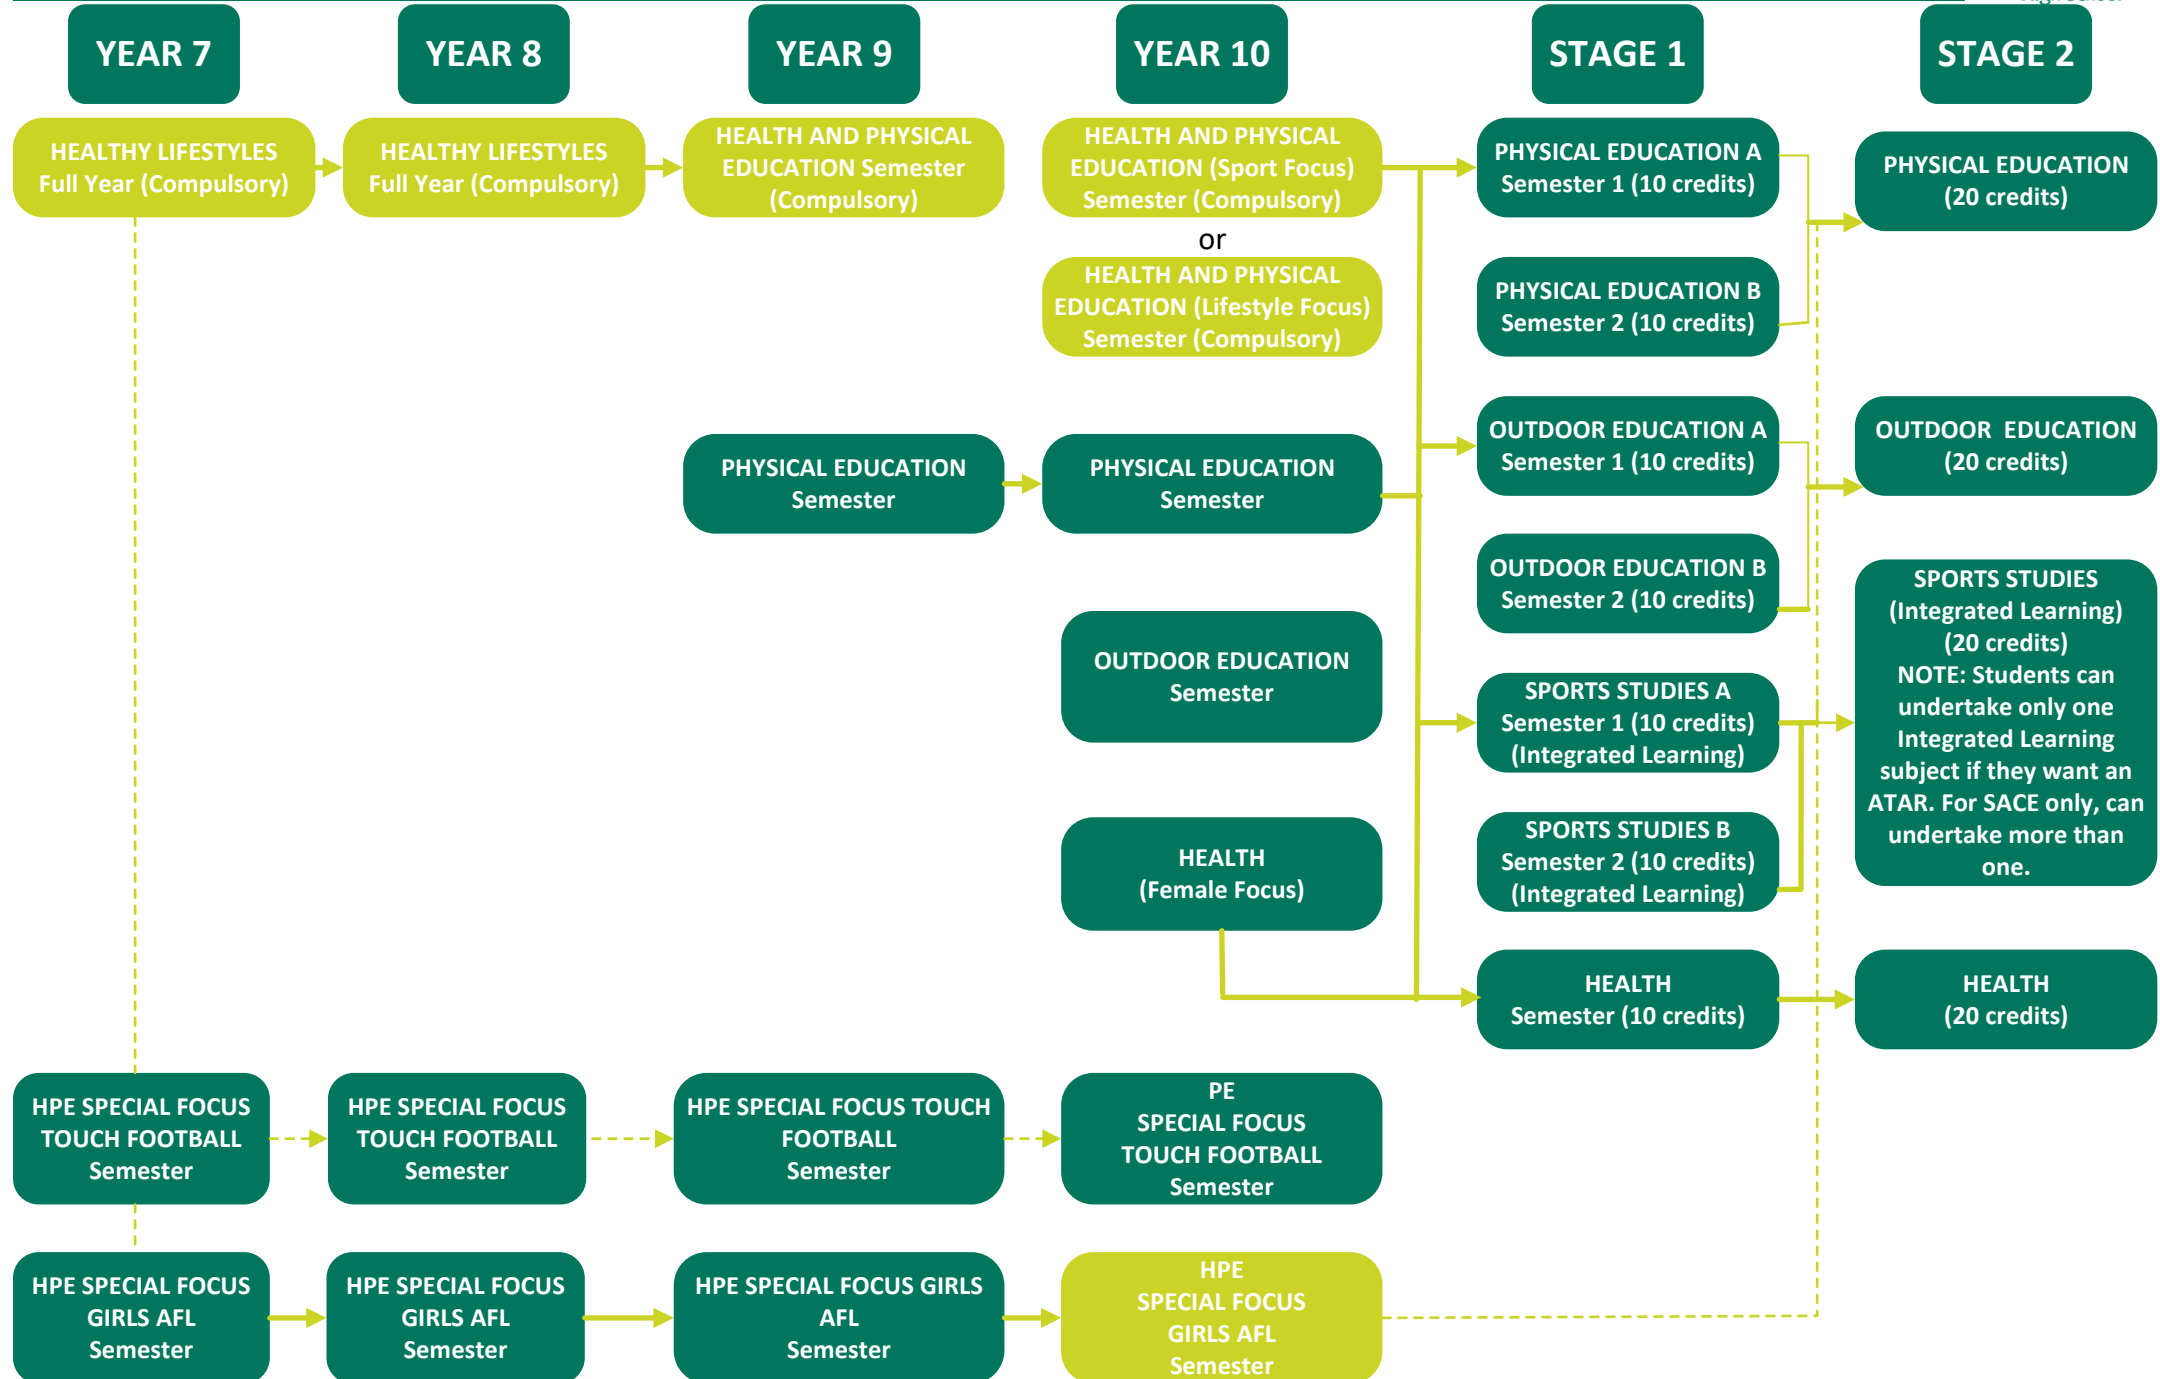 YEAR 7
YEAR 8
YEAR 9
YEAR 10
STAGE 1
STAGE 2
HEALTHY LIFESTYLES
Full Year (Compulsory)
HEALTHY LIFESTYLES
Full Year (Compulsory)
HEALTH AND PHYSICAL
EDUCATION Semester
(Compulsory)
HEALTH AND PHYSICAL
EDUCATION (Sport Focus)
Semester (Compulsory)
or
HEALTH AND PHYSICAL
EDUCATION (Lifestyle Focus)
Semester (Compulsory)
PHYSICAL EDUCATION A
Semester 1 (10 credits)
PHYSICAL EDUCATION B
Semester 2 (10 credits)
PHYSICAL EDUCATION
(20 credits)
PHYSICAL EDUCATION
Semester
PHYSICAL EDUCATION
Semester
OUTDOOR EDUCATION A
Semester 1 (10 credits)
OUTDOOR EDUCATION B
Semester 2 (10 credits)
OUTDOOR EDUCATION
(20 credits)
OUTDOOR EDUCATION
Semester
SPORTS STUDIES A
Semester 1 (10 credits)
(Integrated Learning)
SPORTS STUDIES B
Semester 2 (10 credits)
(Integrated Learning)
SPORTS STUDIES
(Integrated Learning)
(20 credits)
NOTE: Students can
undertake only one
Integrated Learning
subject if they want an
ATAR. For SACE only, can
undertake more than
one.
HEALTH
(Female Focus)
HEALTH
Semester (10 credits)
HEALTH
(20 credits)
HPE SPECIAL FOCUS
TOUCH FOOTBALL
Semester
HPE SPECIAL FOCUS
TOUCH FOOTBALL
Semester
HPE SPECIAL FOCUS TOUCH
FOOTBALL
Semester
PE
SPECIAL FOCUS
TOUCH FOOTBALL
Semester
HPE SPECIAL FOCUS
GIRLS AFL
Semester
HPE SPECIAL FOCUS
GIRLS AFL
Semester
HPE SPECIAL FOCUS GIRLS
AFL
Semester
HPE
SPECIAL FOCUS
GIRLS AFL
Semester